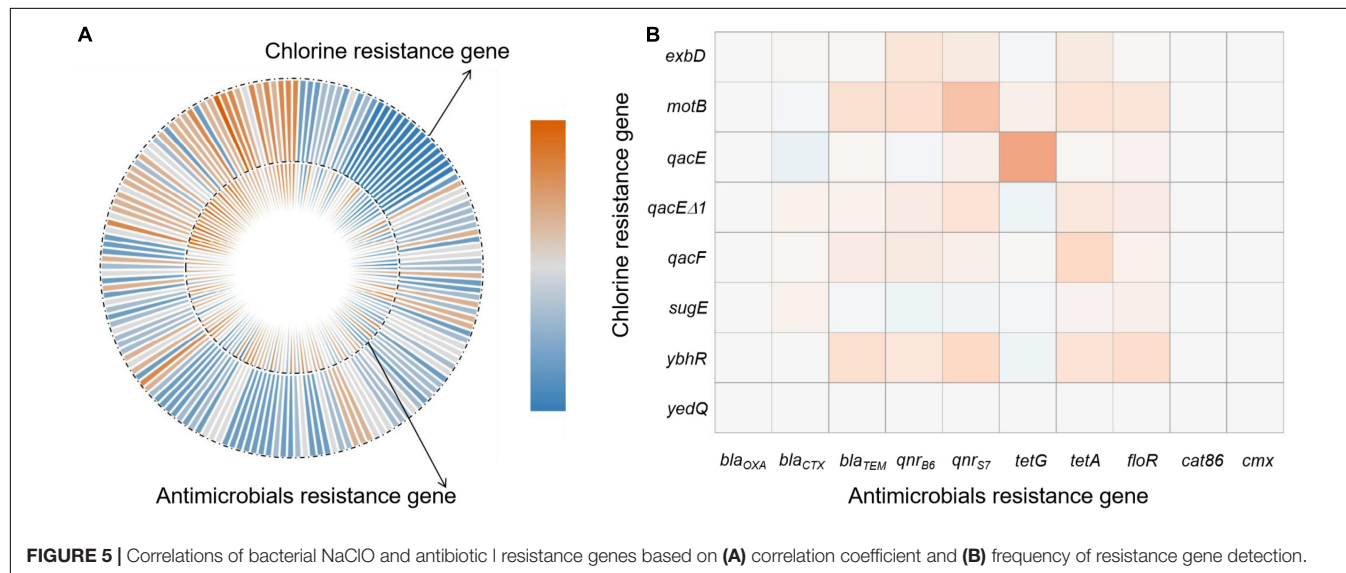 A
Chlorine resistance gene
Antimicrobials resistance gene
B
Chlorine resistance gene
exbD
motB
qacE
qacEΔ1
qacF
sugE
ybhR
yedQ
blaOXA blaCTX blaTEM qnrB6 qnrS7 tetG tetA floR cat86 cmx
Antimicrobials resistance gene
FIGURE 5 | Correlations of bacterial NaClO and antibiotic l resistance genes based on (A) correlation coefficient and (B) frequency of resistance gene detection.